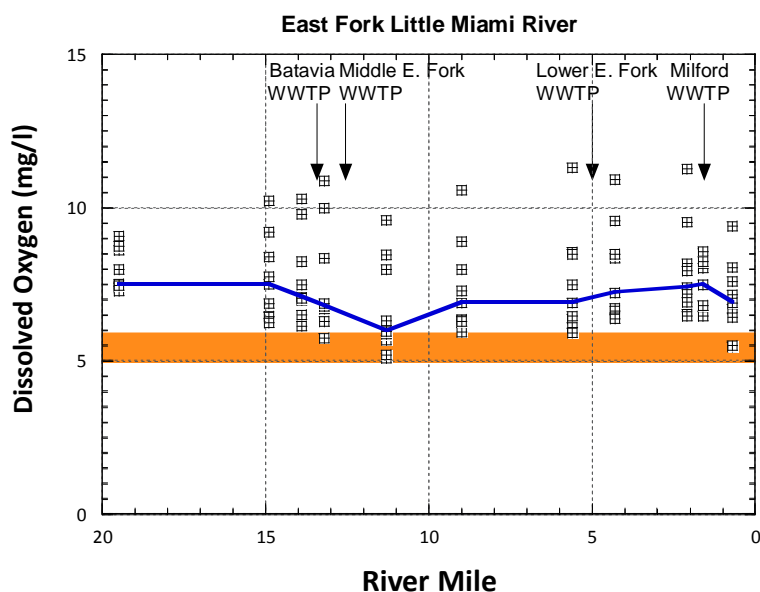 East Fork Little Miami River
15
10
5
0
Dissolved Oxygen (mg/l)
Batavia
WWTP
Middle E. Fork
WWTP
Lower E. Fork
WWTP
Milford
WWTP
20
15
10
5
0
River Mile